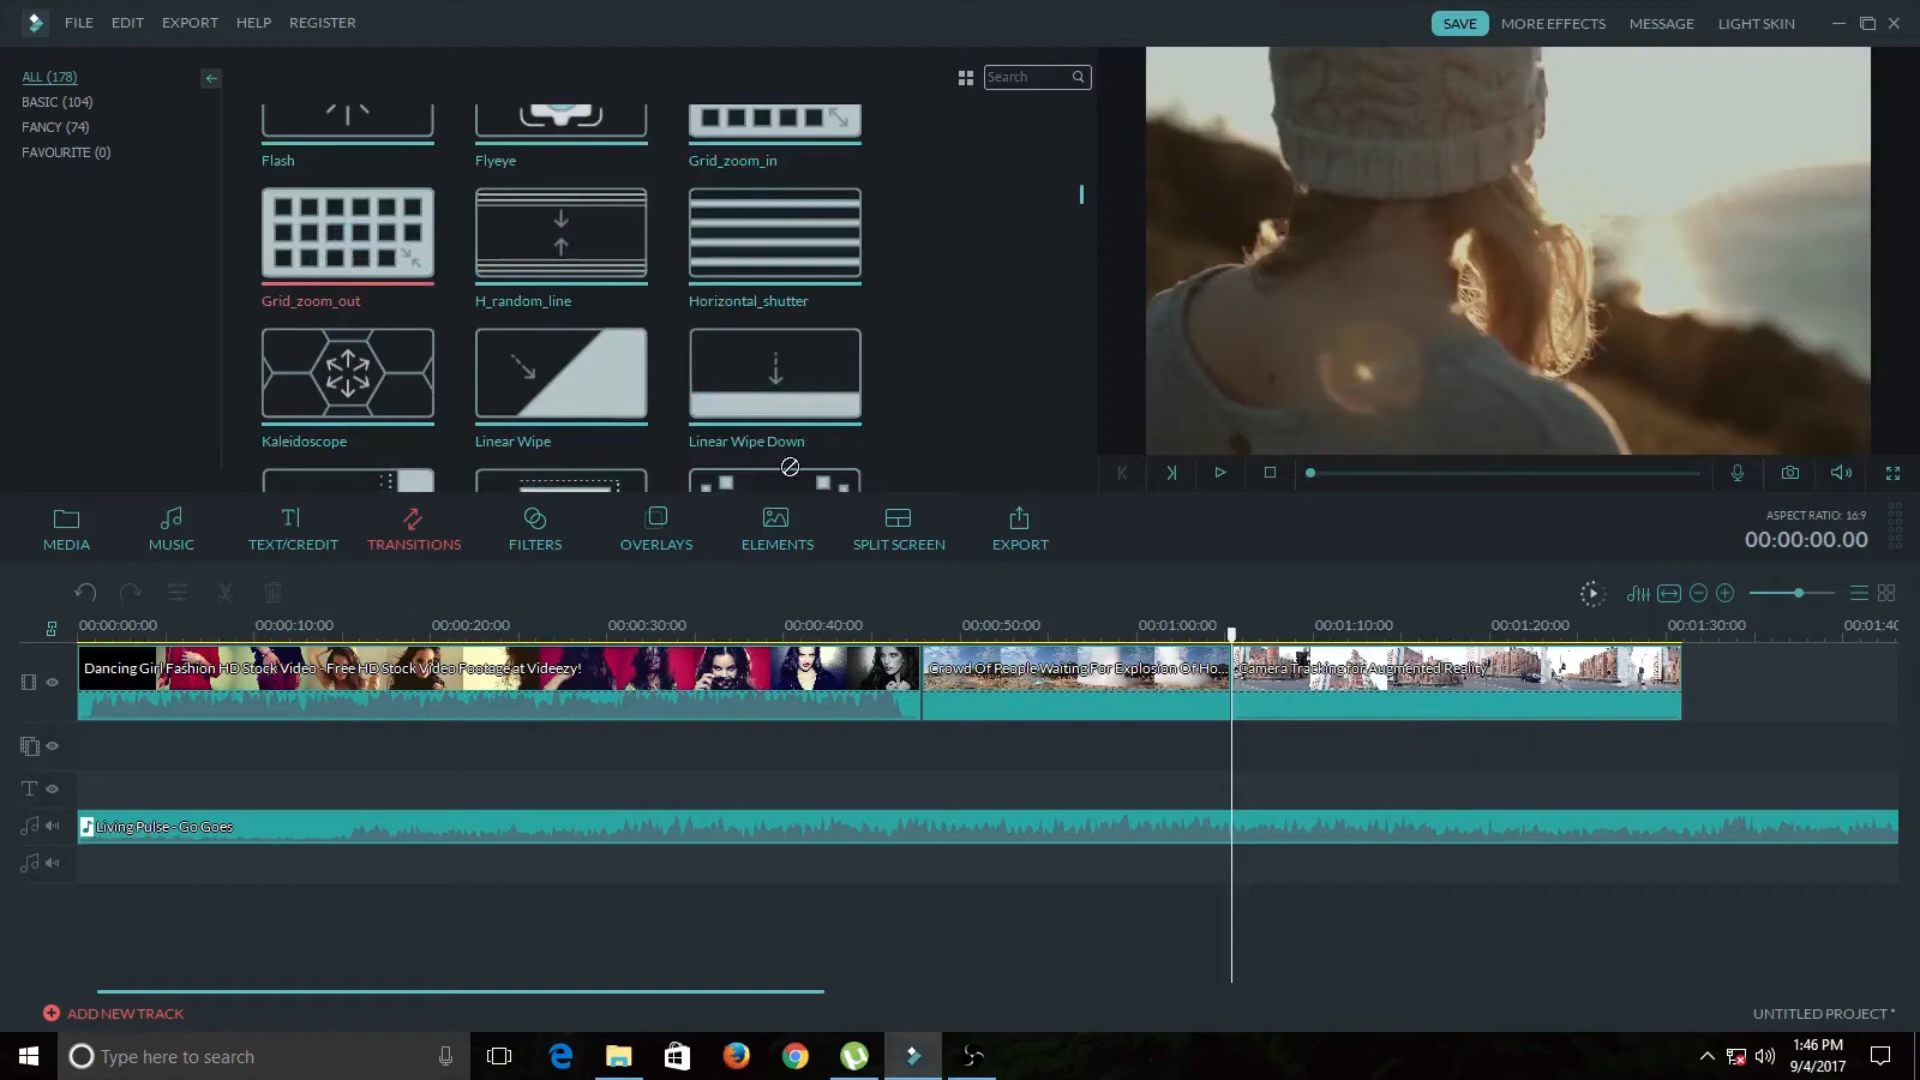 FILE EDIT EXPORT HELP REGISTER
SAVE MORE EFFECTS MESSAGE LIGHT SKIN
ALL (178)
BASIC (104)
FANCY (74)
FAVOURITE (0)
Search
Flash Flyeye Grid_zoom_in
Grid_zoom_out H_random_line Horizontal_shutter
Kaleidoscope Linear Wipe Linear Wipe Down
MEDIA MUSIC TEXT/CREDIT TRANSITIONS FILTERS OVERLAYS ELEMENTS SPLIT SCREEN EXPORT
ASPECT RATIO: 16:9
00:00:00.00
00:00:00:00 00:00:10:00 00:00:20:00 00:00:30:00 00:00:40:00 00:00:50:00 00:01:00:00 00:01:10:00 00:01:20:00 00:01:30:00 00:01:40
Dancing Girl Fashion HD Stock Video - Free HD Stock Video Footage at Videezy! Crowd Of People Waiting For Explosion Of Ho... Camera Tracking for Augmented Reality
Living Pulse - Go Goes
ADD NEW TRACK
UNTITLED PROJECT *
Type here to search
1:46 PM
9/4/2017